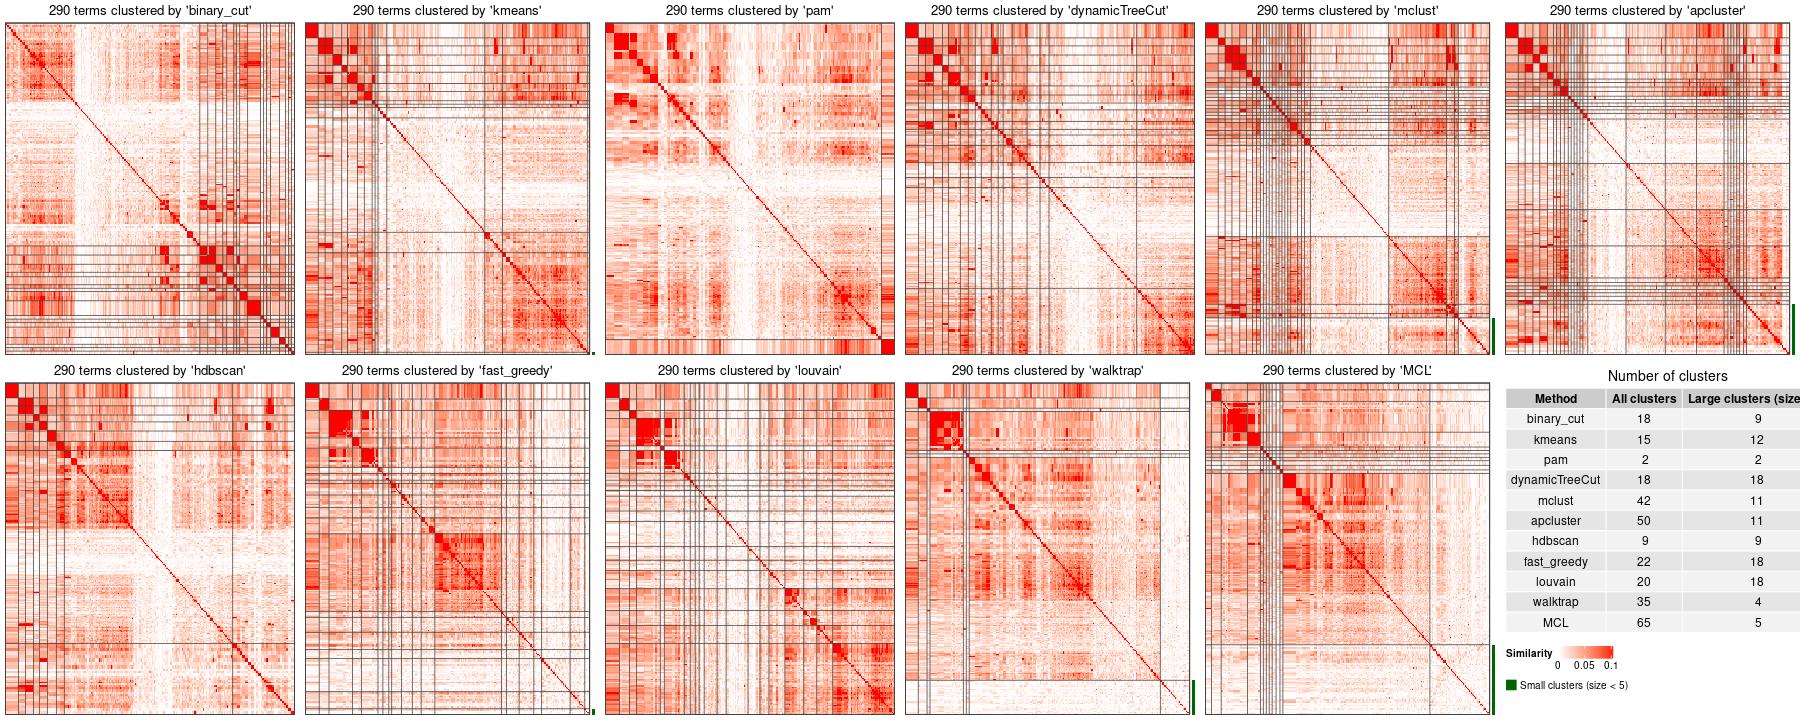 290 terms clustered by 'binary_cut'
290 terms clustered by 'kmeans'
290 terms clustered by 'pam'
290 terms clustered by 'dynamicTreeCut'
290 terms clustered by 'mclust'
290 terms clustered by 'apcluster'
290 terms clustered by 'hdbscan'
290 terms clustered by 'fast_greedy'
290 terms clustered by 'louvain'
290 terms clustered by 'walktrap'
290 terms clustered by 'MCL'
Number of clusters
Method All clusters Large clusters (size
binary_cut 18 9
kmeans 15 12
pam 2 2
dynamicTreeCut 18 18
mclust 42 11
apcluster 50 11
hdbscan 9 9
fast_greedy 22 18
louvain 20 18
walktrap 35 4
MCL 65 5
Similarity
0 0.05 0.1
Small clusters (size < 5)